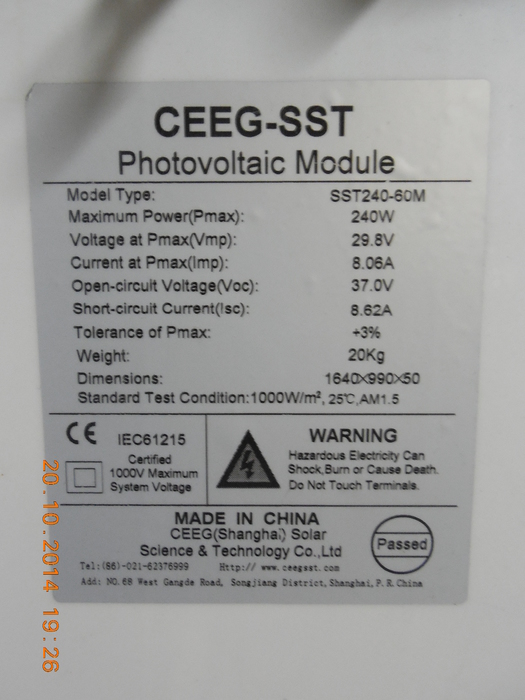 CEEG-SST
Photovoltaic Module
Model Type: SST240-60M
Maximum Power(Pmax): 240W
Voltage at Pmax(Vmp): 29.8V
Current at Pmax(Imp): 8.06A
Open-circuit Voltage(Voc): 37.0V
Short-circuit Current(Isc): 8.62A
Tolerance of Pmax: +3%
Weight: 20Kg
Dimensions: 1640×990×50
Standard Test Condition:1000W/m², 25℃,AM1.5
CE IEC61215
Certified
1000V Maximum
System Voltage
WARNING
Hazardous Electricity Can
Shock,Burn or Cause Death.
Do Not Touch Terminals.
MADE IN CHINA
CEEG(Shanghai) Solar
Science & Technology Co.,Ltd
Passed
Tel:(86)-021-62376999 Http:// www.ceegsst.com
Add: NO.68 West Gangde Road, Songjiang District, Shanghai, P.R.China
20.10.2014 19:26